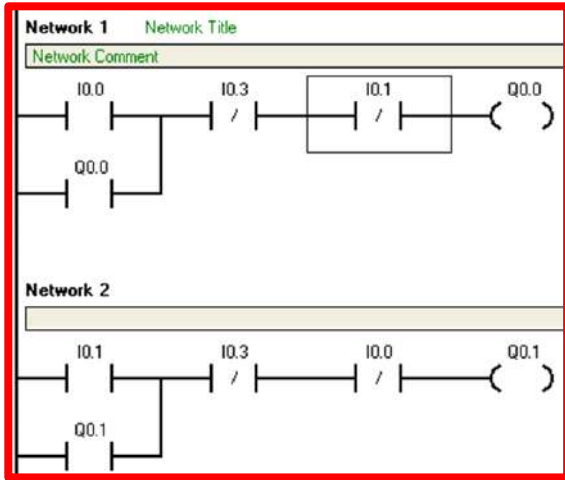 Network 1 Network Title
Network Comment
I0.0 I0.3 I0.1 Q0.0
Q0.0
Network 2
I0.1 I0.3 I0.0 Q0.1
Q0.1